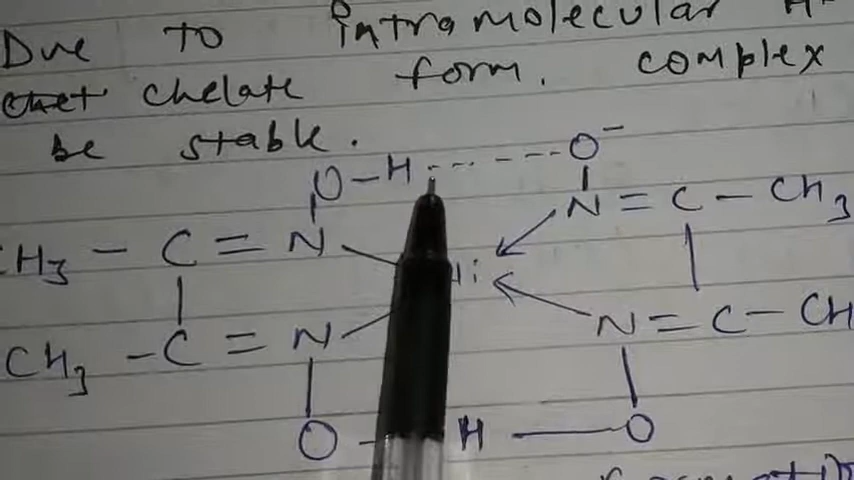 Due to intramolecular H-
chelate form. complex
be stable.
O-H ----- O⁻
CH3 - C = N N = C - CH3
i
CH3 - C = N N = C - CH
O - H - O